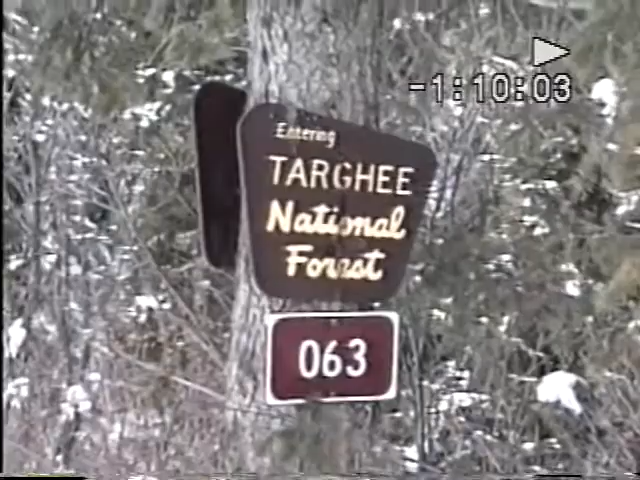 -1:10:03
Entering
TARGHEE
National
Forest
063